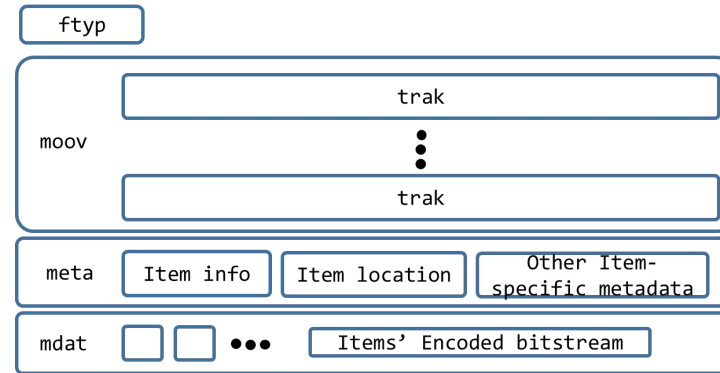 ftyp
moov
trak
trak
meta
Item info
Item location
Other Item-
specific metadata
mdat
Items’ Encoded bitstream